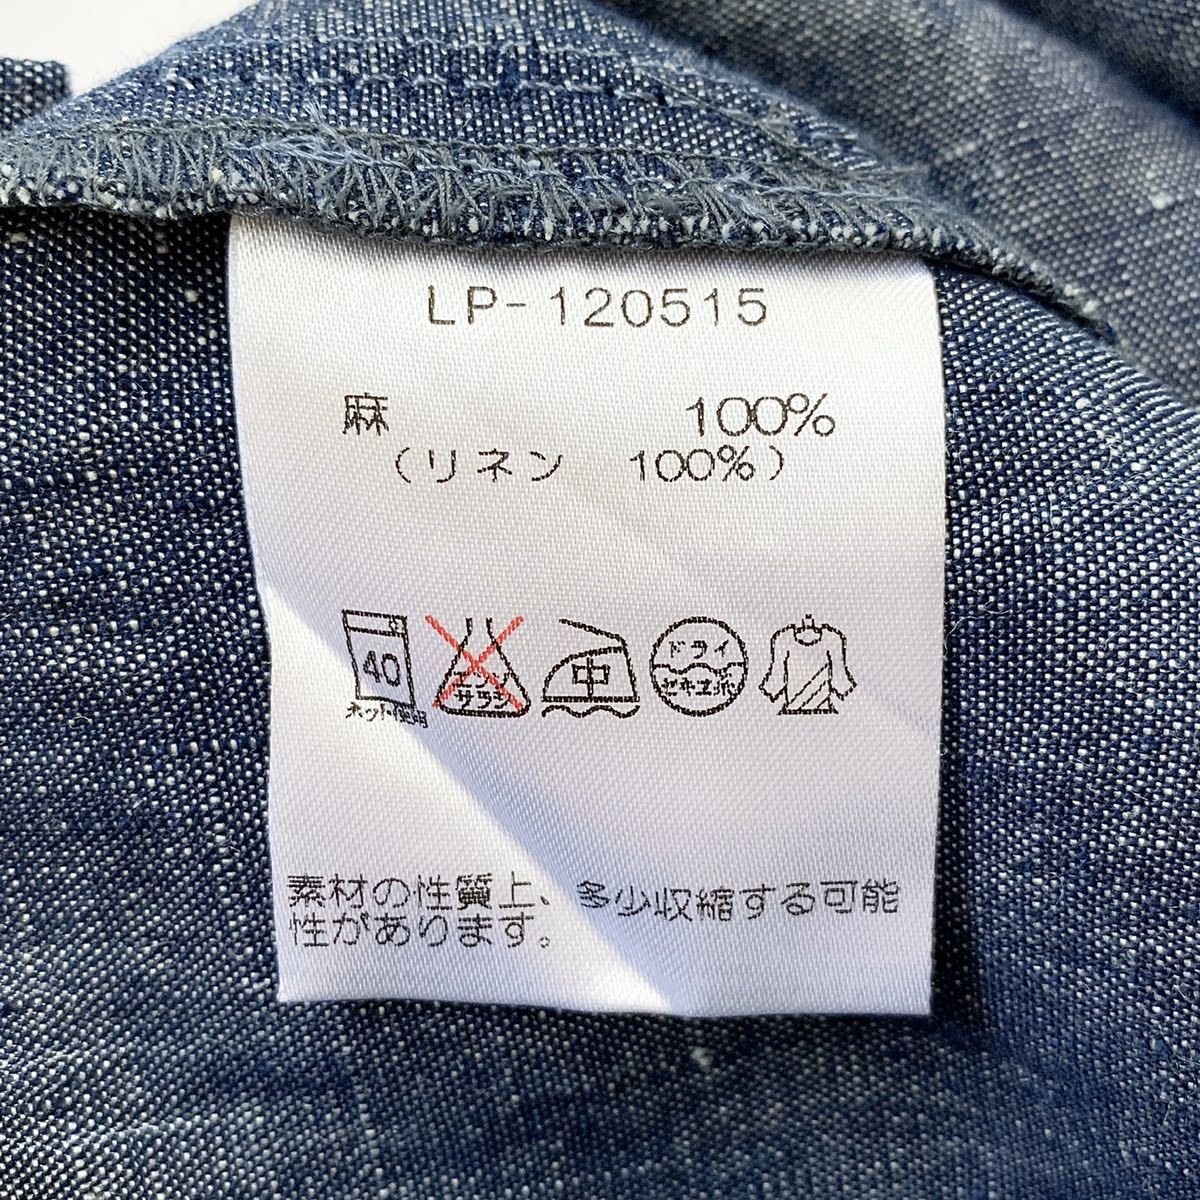 LP-120515
麻 100%
(リネン 100%)
40
ネット使用
エンソ
サラシ
中
ドライ
セキユ系
素材の性質上、多少収縮する可能
性があります。